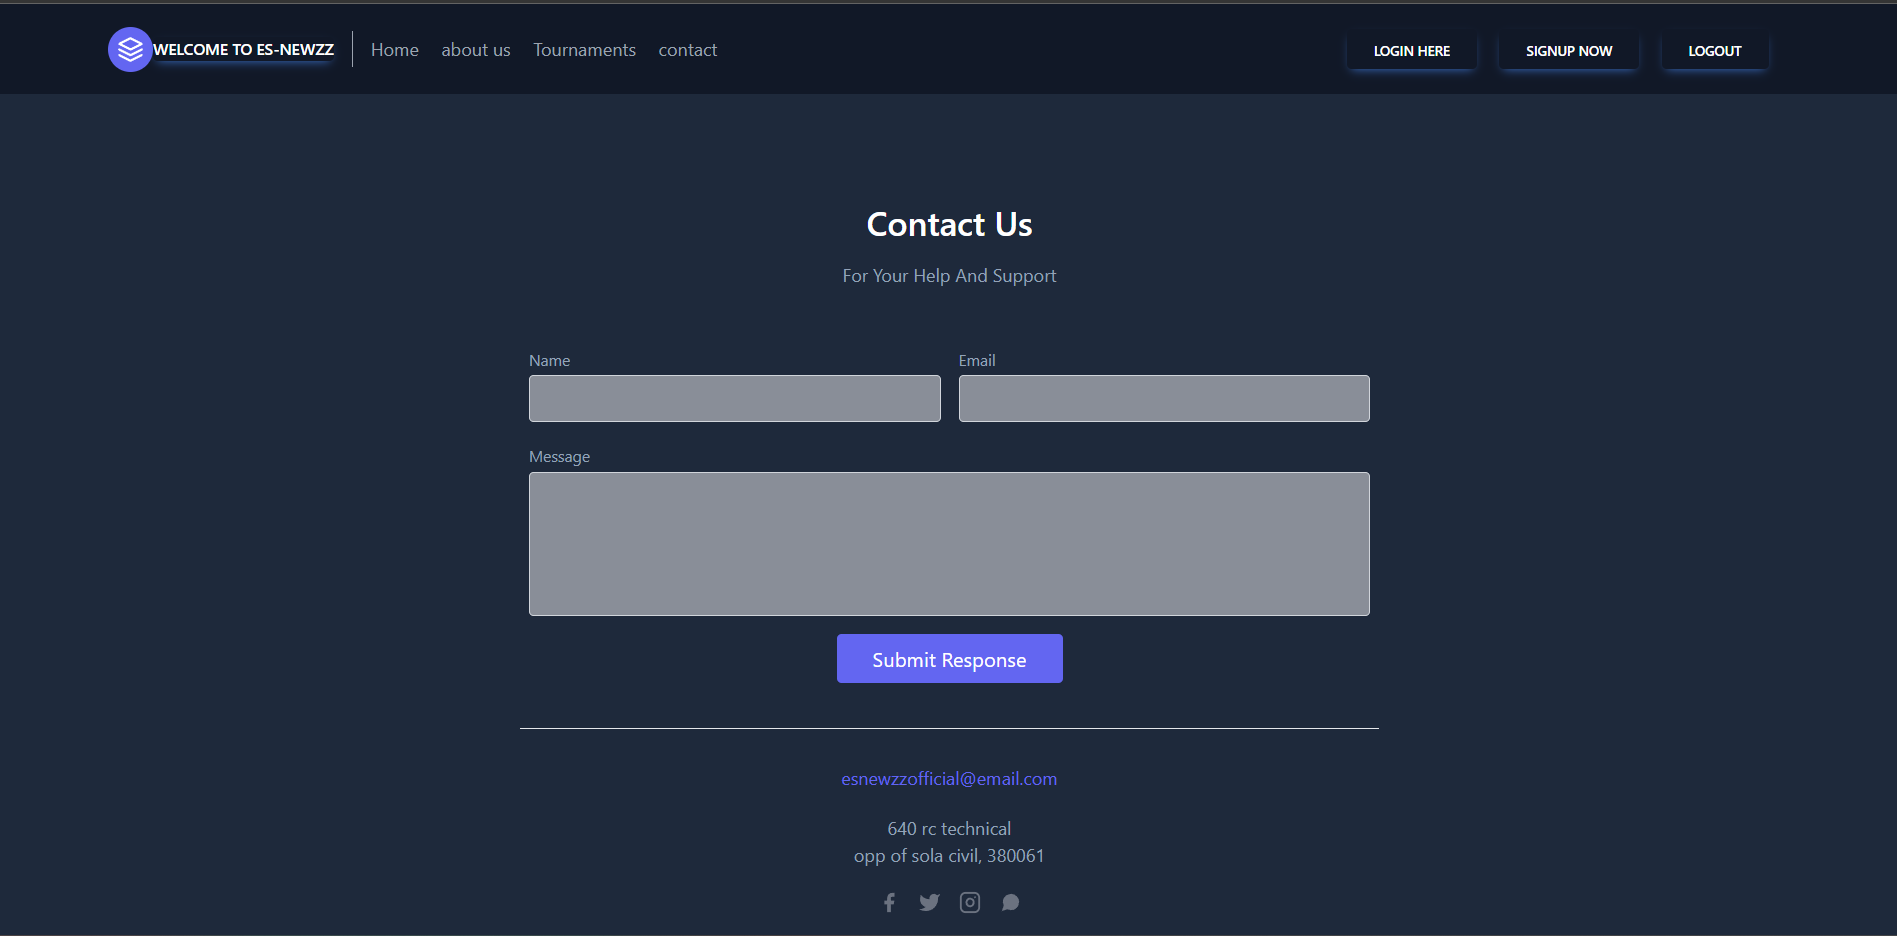 WELCOME TO ES-NEWZZ Home about us Tournaments contact LOGIN HERE SIGNUP NOW LOGOUT
Contact Us
For Your Help And Support
Name Email
Message
Submit Response
esnewzzofficial@email.com
640 rc technical
opp of sola civil, 380061